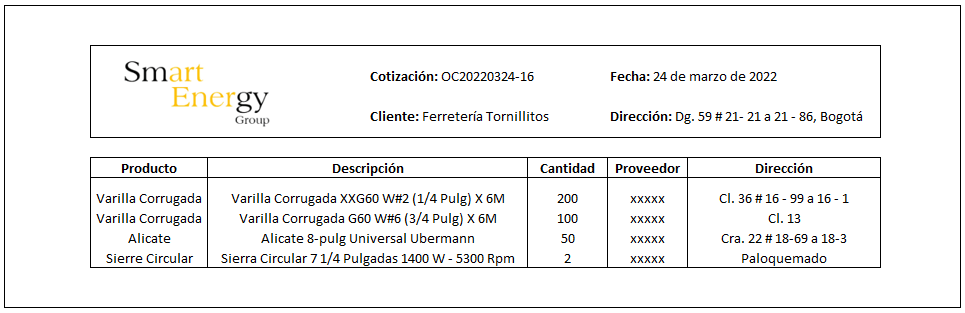 Smart
Energy
Group
Cotización: OC20220324-16 Fecha: 24 de marzo de 2022
Cliente: Ferretería Tornillitos Dirección: Dg. 59 # 21- 21 a 21 - 86, Bogotá
Producto Descripción Cantidad Proveedor Dirección
Varilla Corrugada Varilla Corrugada XXG60 W#2 (1/4 Pulg) X 6M 200 xxxxx Cl. 36 # 16 - 99 a 16 - 1
Varilla Corrugada Varilla Corrugada G60 W#6 (3/4 Pulg) X 6M 100 xxxxx Cl. 13
Alicate Alicate 8-pulg Universal Ubermann 50 xxxxx Cra. 22 # 18-69 a 18-3
Sierre Circular Sierra Circular 7 1/4 Pulgadas 1400 W - 5300 Rpm 2 xxxxx Paloquemado